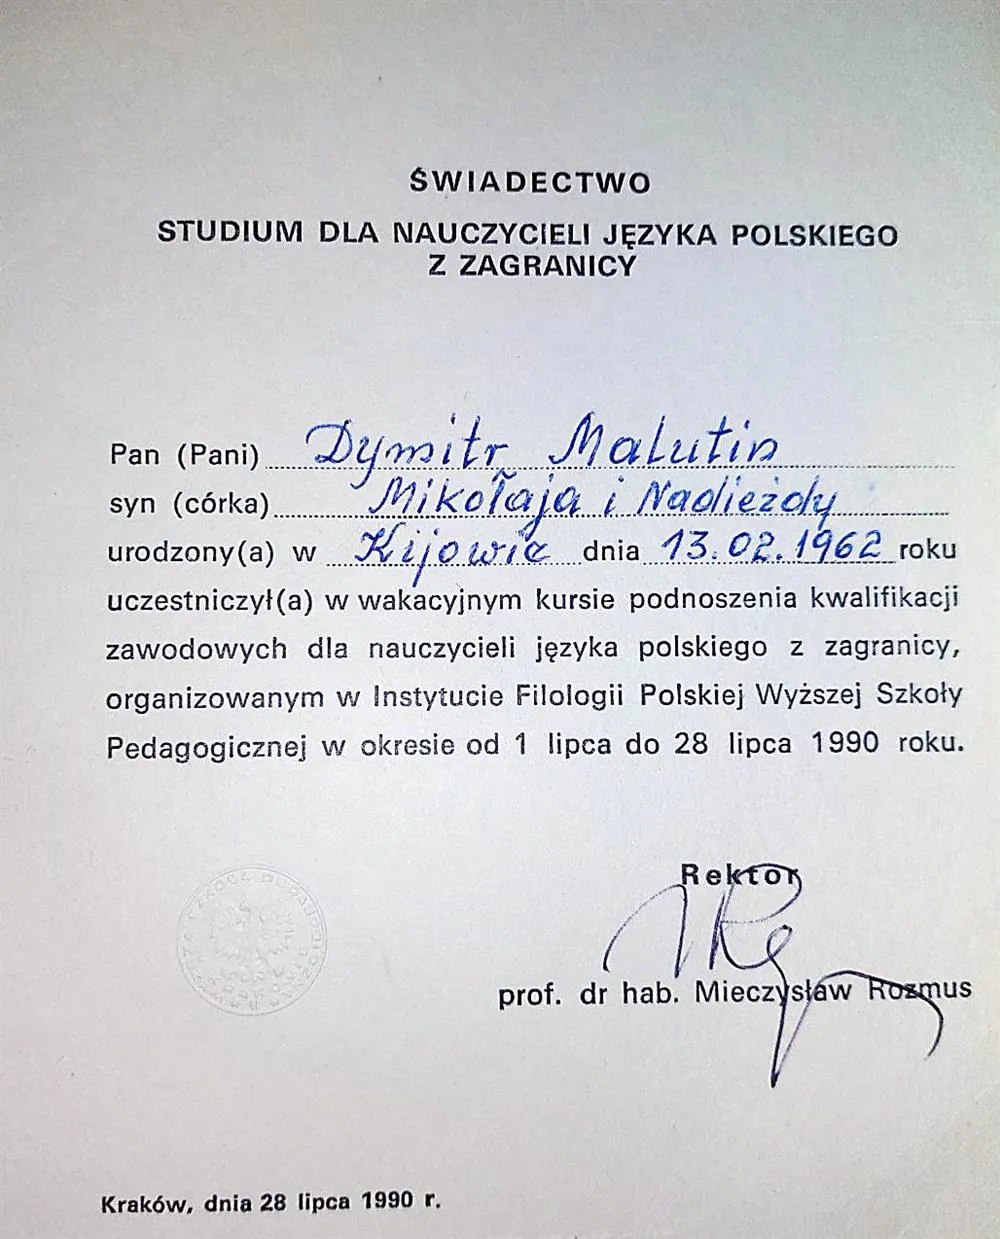 ŚWIADECTWO
STUDIUM DLA NAUCZYCIELI JĘZYKA POLSKIEGO
Z ZAGRANICY
Pan (Pani) Dymitr Malutin
syn (córka) Mikołaja i Nadieżdy
urodzony(a) w Kijowie dnia 13.02.1962 roku
uczestniczył(a) w wakacyjnym kursie podnoszenia kwalifikacji
zawodowych dla nauczycieli języka polskiego z zagranicy,
organizowanym w Instytucie Filologii Polskiej Wyższej Szkoły
Pedagogicznej w okresie od 1 lipca do 28 lipca 1990 roku.
Rektor
prof. dr hab. Mieczysław Rozmus
Kraków, dnia 28 lipca 1990 r.